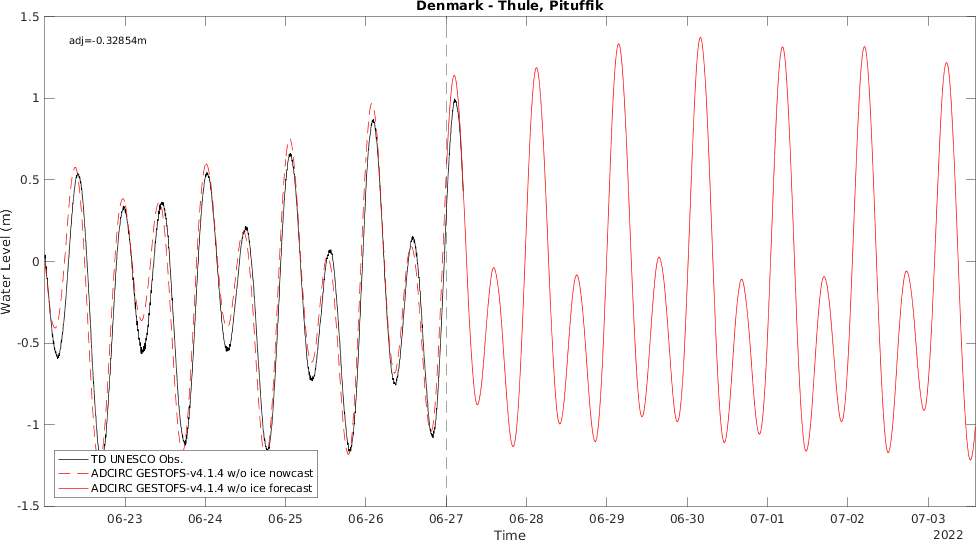 Denmark - Thule, Pituffik
adj=-0.32854m
1.5
1
0.5
0
-0.5
-1
-1.5
Water Level (m)
TD UNESCO Obs.
ADCIRC GESTOFS-v4.1.4 w/o ice nowcast
ADCIRC GESTOFS-v4.1.4 w/o ice forecast
06-23 06-24 06-25 06-26 06-27 06-28 06-29 06-30 07-01 07-02 07-03
Time
2022